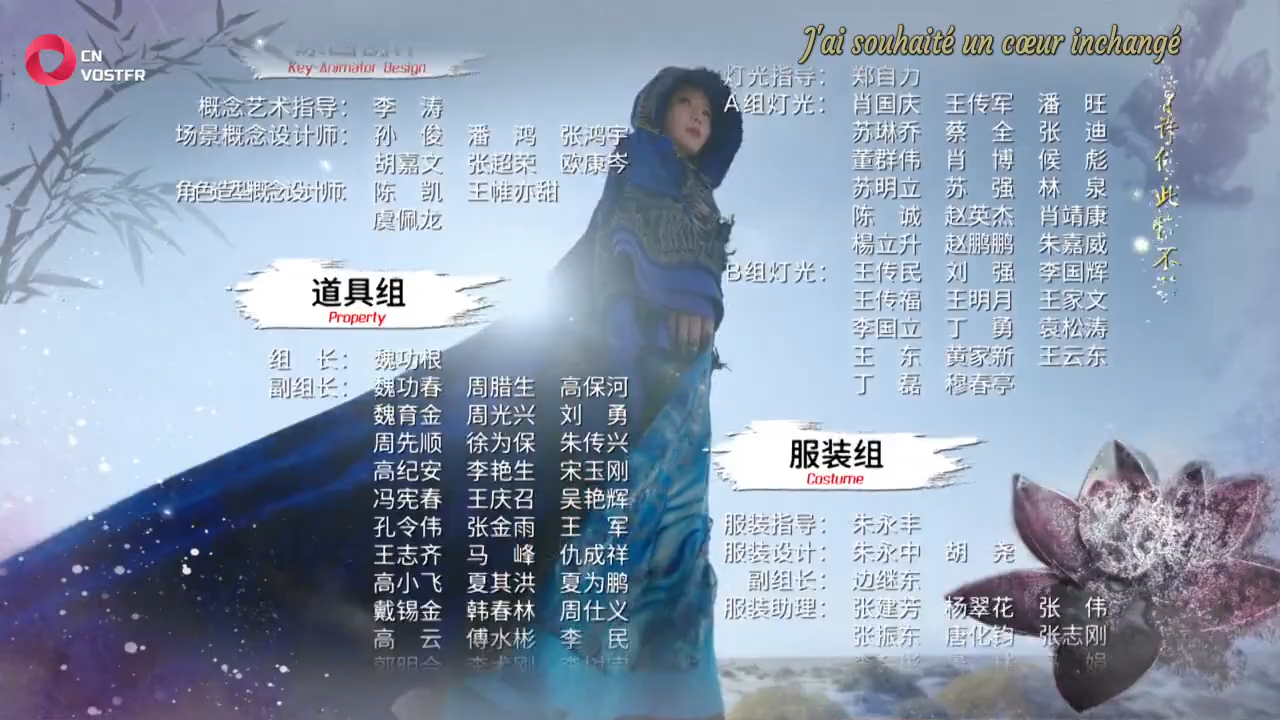 CN
VOSTFR
J'ai souhaité un cœur inchangé
Key-Animator Design
概念艺术指导： 李 涛
场景概念设计师： 孙 俊 潘 鸿 张鸿宇
胡嘉文 张超荣 欧康岑
角色造型概念设计师: 陈 凯 王帷亦甜
虞佩龙
道具组
Property
组 长： 魏功根
副组长： 魏功春 周腊生 高保河
魏育金 周光兴 刘 勇
周先顺 徐为保 朱传兴
高纪安 李艳生 宋玉刚
冯宪春 王庆召 吴艳辉
孔令伟 张金雨 王 军
王志齐 马 峰 仇成祥
高小飞 夏其洪 夏为鹏
戴锡金 韩春林 周仕义
高 云 傅水彬 李 民
灯光指导： 郑自力
A组灯光： 肖国庆 王传军 潘 旺
苏琳乔 蔡 全 张 迪
董群伟 肖 博 候 彪
苏明立 苏 强 林 泉
陈 诚 赵英杰 肖靖康
楊立升 赵鹏鹏 朱嘉威
B组灯光： 王传民 刘 强 李国辉
王传福 王明月 王家文
李国立 丁 勇 袁松涛
王 东 黄家新 王云东
丁 磊 穆春亭
服装组
Costume
服装指导： 朱永丰
服装设计： 朱永中 胡 尧
副组长： 边继东
服装助理： 张建芳 杨翠花 张 伟
张振东 唐化钧 张志刚
此
不